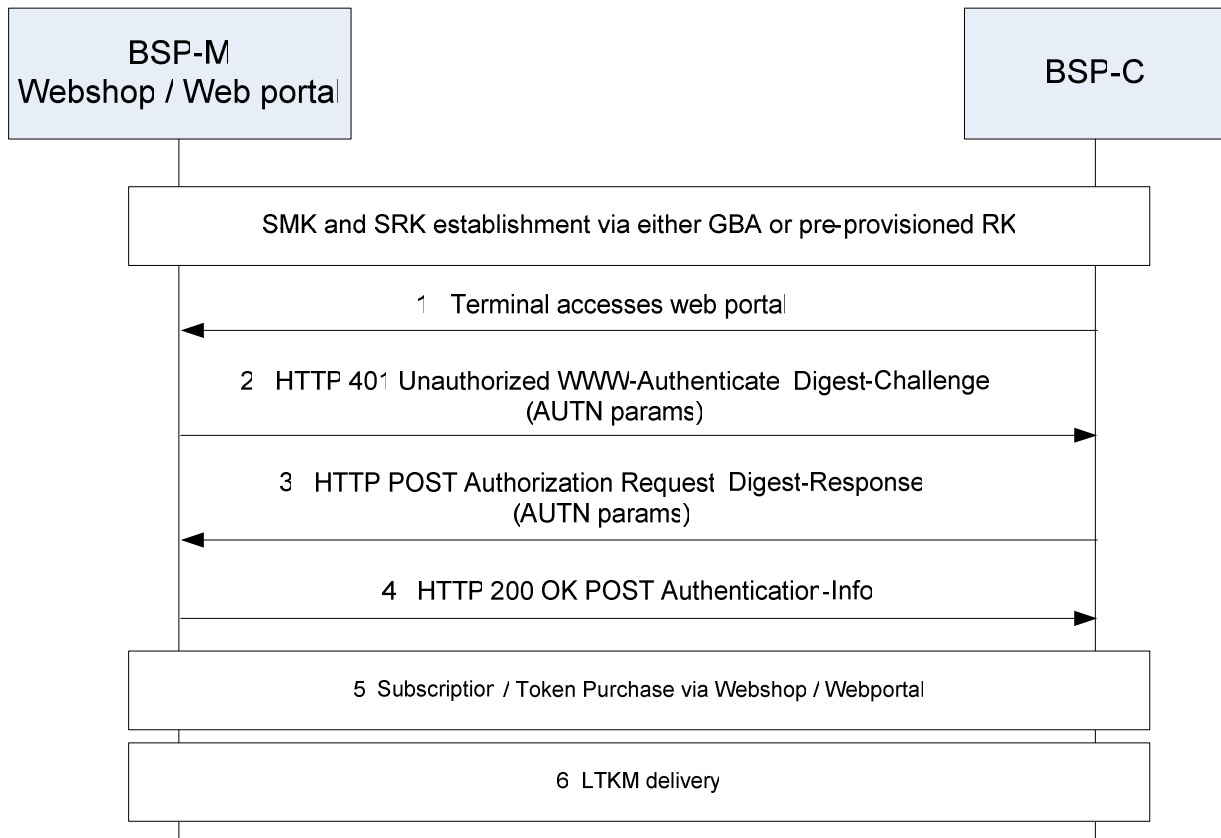 BSP-M
Webshop / Web portal
BSP-C
SMK and SRK establishment via either GBA or pre-provisioned RK
1 Terminal accesses web portal
2 HTTP 401 Unauthorized WWW-Authenticate Digest-Challenge
(AUTN params)
3 HTTP POST Authorization Request Digest-Response
(AUTN params)
4 HTTP 200 OK POST Authentication-Info
5 Subscription / Token Purchase via Webshop / Webportal
6 LTKM delivery